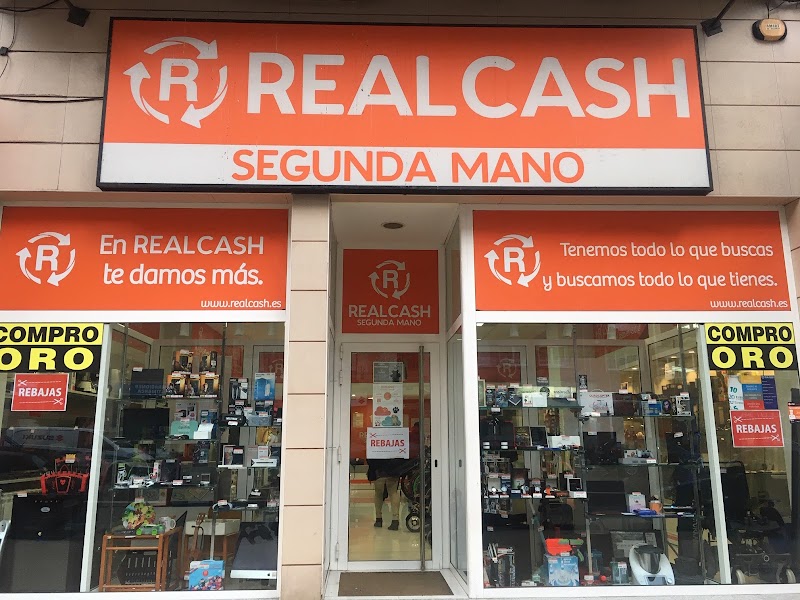 R REALCASH
SEGUNDA MANO
R En REALCASH
te damos más.
www.realcash.es
R
REALCASH
SEGUNDA MANO
R Tenemos todo lo que buscas
y buscamos todo lo que tienes.
www.realcash.es
COMPRO
ORO
REBAJAS
REBAJAS
COMPRO
ORO
REBAJAS